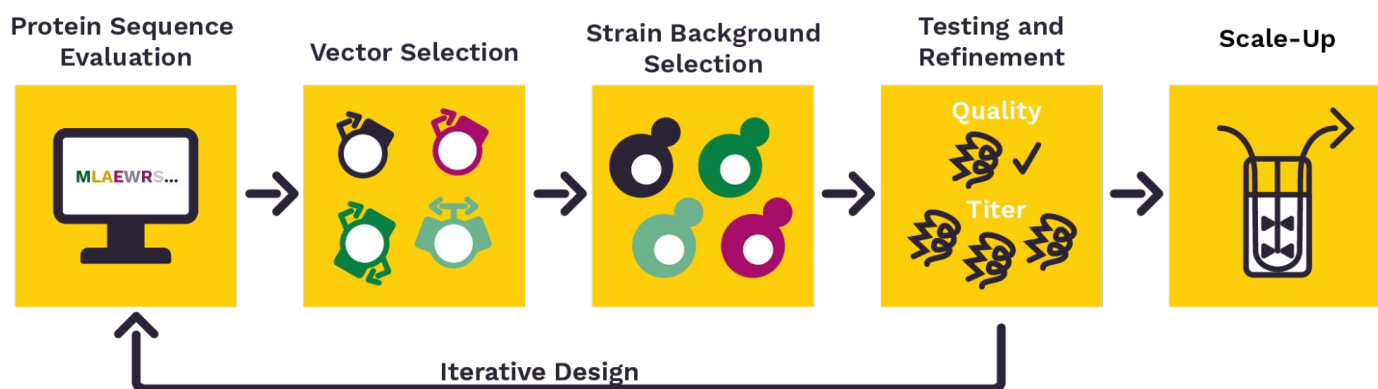 Protein Sequence
Evaluation
Vector Selection
Strain Background
Selection
Testing and
Refinement
Scale-Up
MLAEWRS...
Quality
Titer
Iterative Design